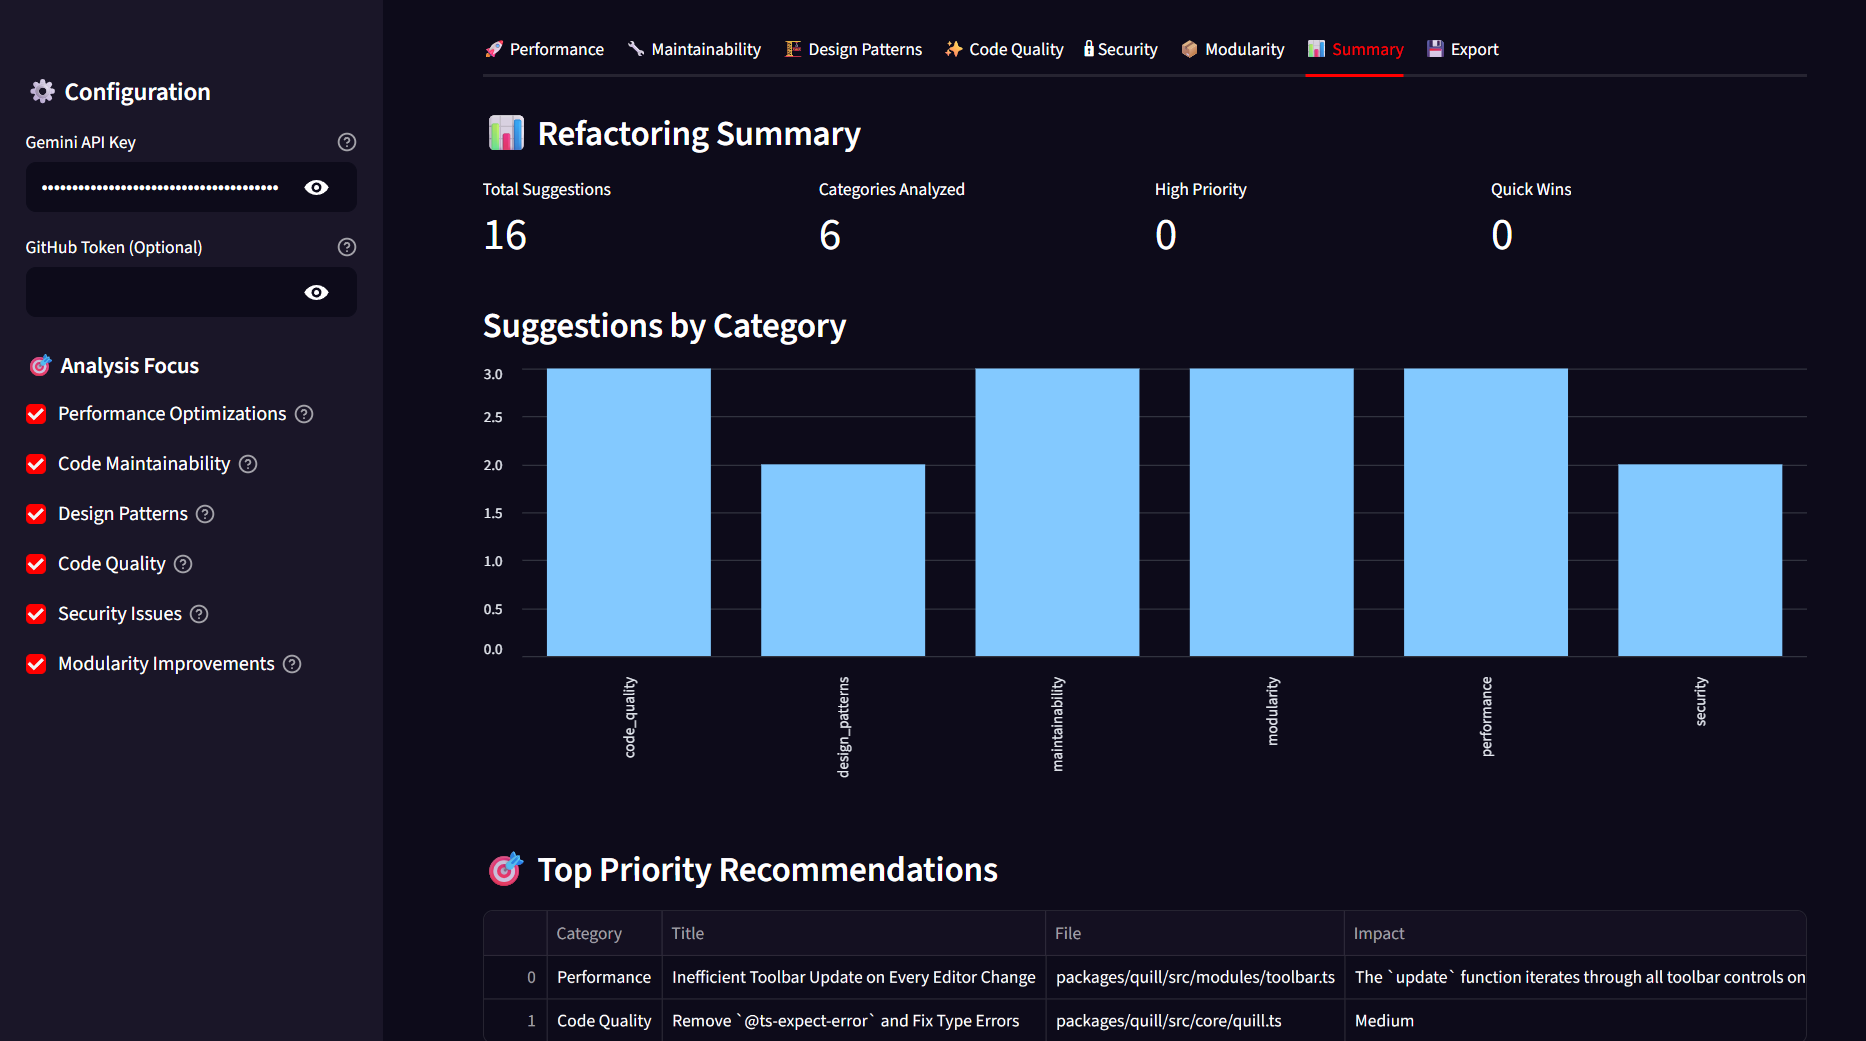 Configuration
Gemini API Key
GitHub Token (Optional)
Analysis Focus
Performance Optimizations
Code Maintainability
Design Patterns
Code Quality
Security Issues
Modularity Improvements
Performance Maintainability Design Patterns Code Quality Security Modularity Summary Export
Refactoring Summary
Total Suggestions Categories Analyzed High Priority Quick Wins
16 6 0 0
Suggestions by Category
3.0
2.5
2.0
1.5
1.0
0.5
0.0
code_quality
design_patterns
maintainability
modularity
performance
security
Top Priority Recommendations
Category Title File Impact
0 Performance Inefficient Toolbar Update on Every Editor Change packages/quill/src/modules/toolbar.ts The `update` function iterates through all toolbar controls on
1 Code Quality Remove `@ts-expect-error` and Fix Type Errors packages/quill/src/core/quill.ts Medium